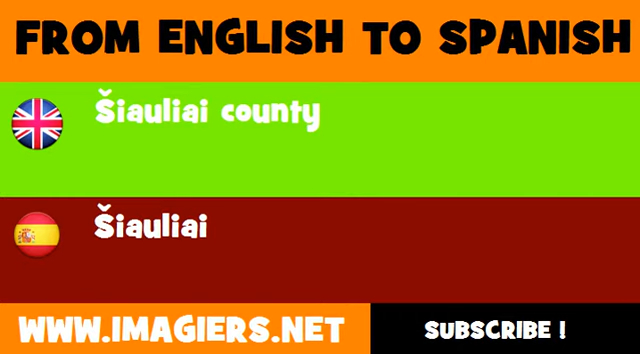 FROM ENGLISH TO SPANISH
Šiauliai county
Šiauliai
WWW.IMAGIERS.NET
SUBSCRIBE !